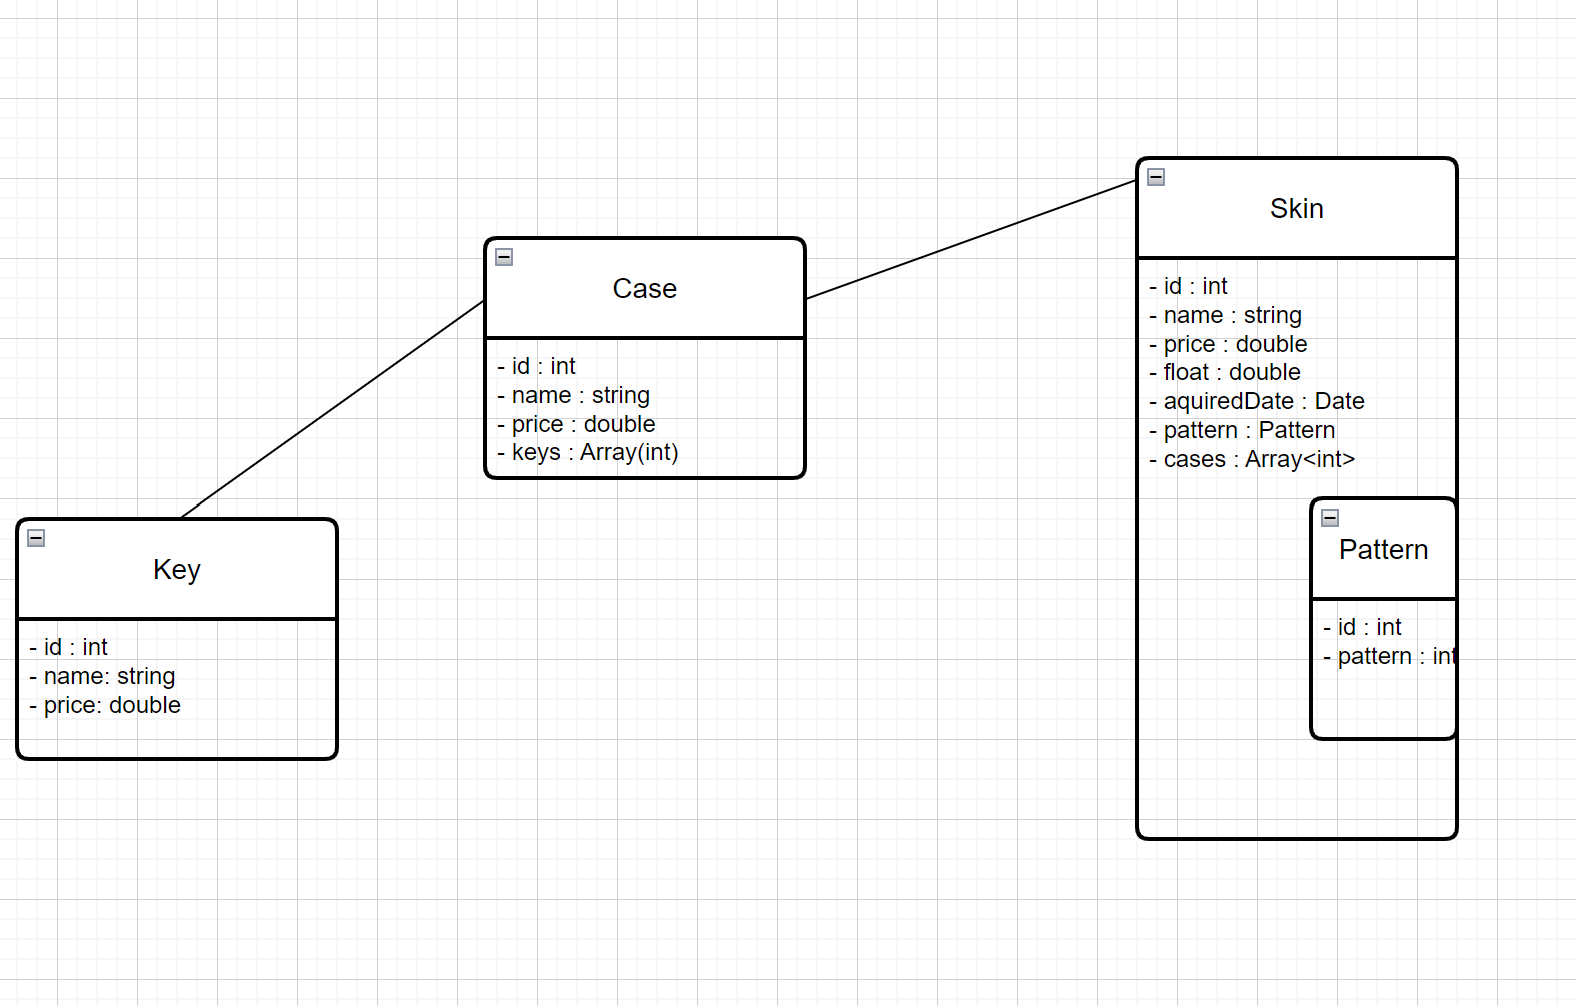 Key
- id : int
- name: string
- price: double
Case
- id : int
- name : string
- price : double
- keys : Array(int)
Skin
- id : int
- name : string
- price : double
- float : double
- aquiredDate : Date
- pattern : Pattern
- cases : Array<int>
Pattern
- id : int
- pattern : int